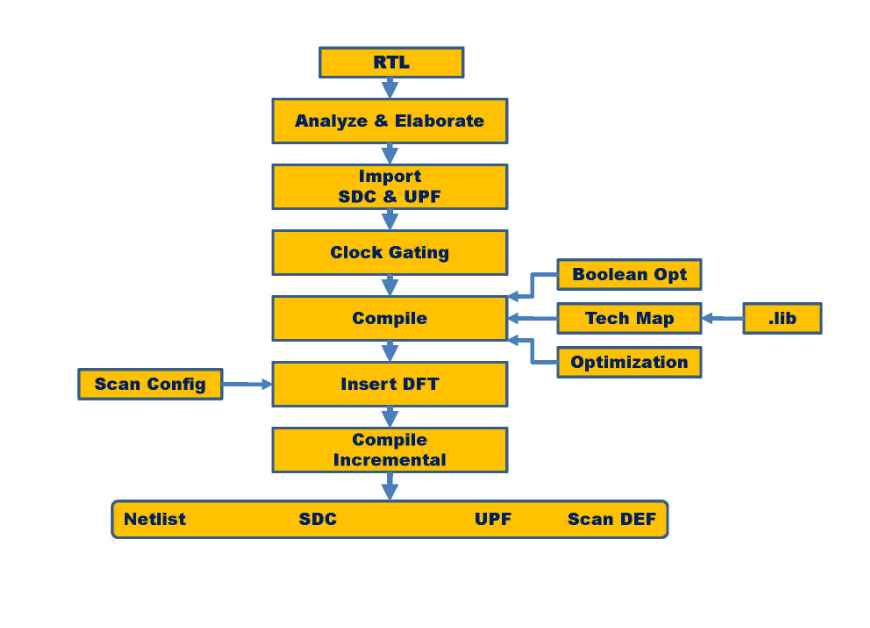 RTL
Analyze & Elaborate
Import
SDC & UPF
Clock Gating
Boolean Opt
Compile
Tech Map
.lib
Optimization
Scan Config
Insert DFT
Compile
Incremental
Netlist SDC UPF Scan DEF